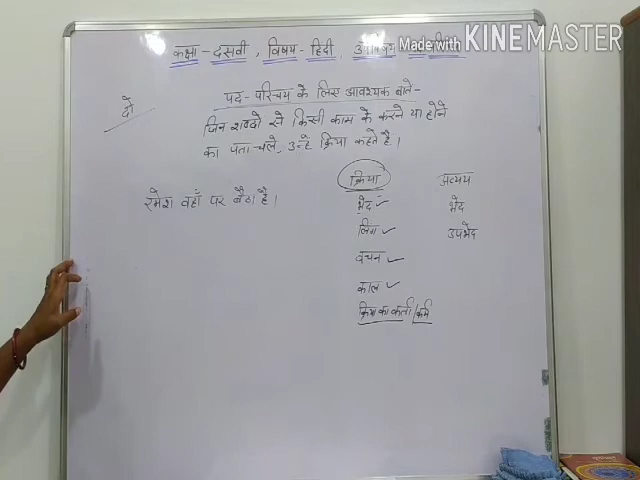 Made with KINEMASTER
कक्षा - दसवी , विषय - हिंदी ,
पद - परिचय के लिए आवश्यक बाते -
दो
जिन शब्दो से किसी काम के करने या होने
का पता चले, उन्हे क्रिया कहते है ।
क्रिया अव्यय
रमेश वहाँ पर बैठा है ।
भेद ✓ भेद
लिंग ✓ उपभेद
वचन ✓
काल ✓
क्रिया का कर्ता / कर्म